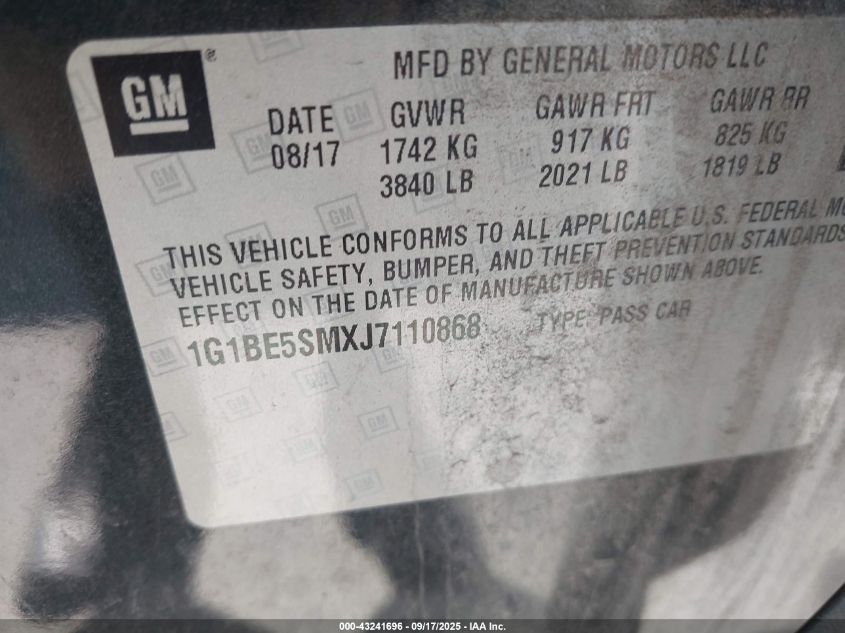 GM ®
MFD BY GENERAL MOTORS LLC
DATE GVWR GAWR FRT GAWR RR
08/17 1742 KG 917 KG 825 KG
3840 LB 2021 LB 1819 LB
THIS VEHICLE CONFORMS TO ALL APPLICABLE U.S. FEDERAL
VEHICLE SAFETY, BUMPER, AND THEFT PREVENTION STANDARDS
EFFECT ON THE DATE OF MANUFACTURE SHOWN ABOVE.
1G1BE5SMXJ7110868 TYPE: PASS CAR
000-43241696 - 09/17/2025 - IAA Inc.